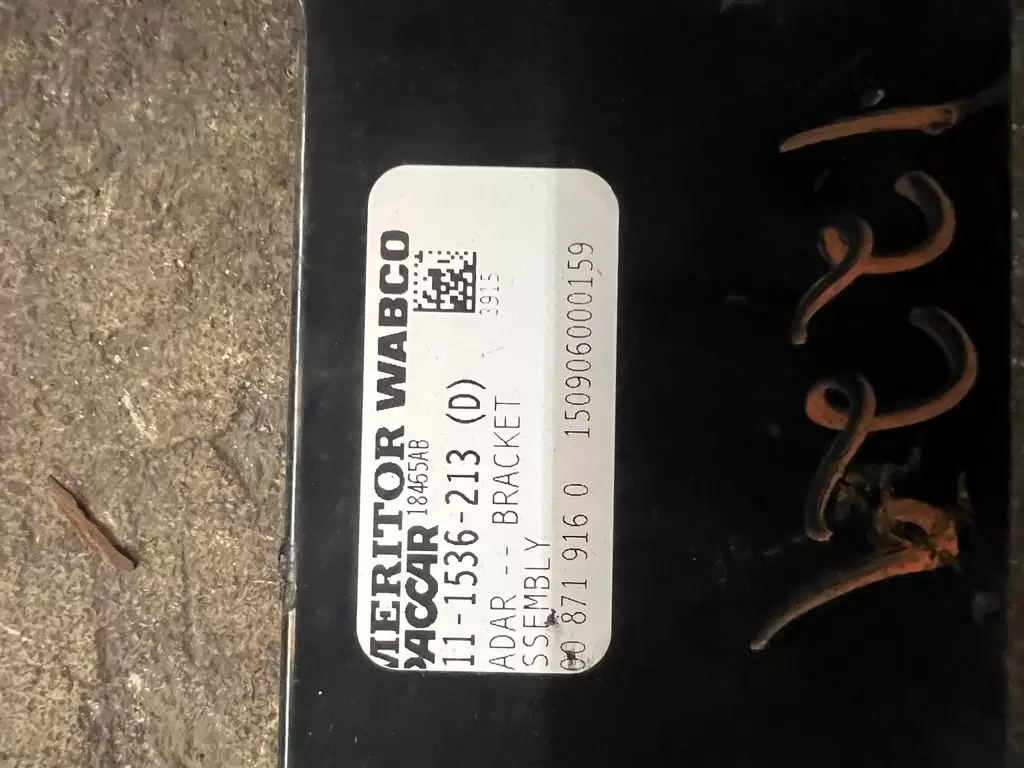 MERITOR WABCO
PACCAR 18465AB
11-1536-213 (D)
ADAR -- BRACKET
3915
SSEMBLY
00 871 916 0 150906000159